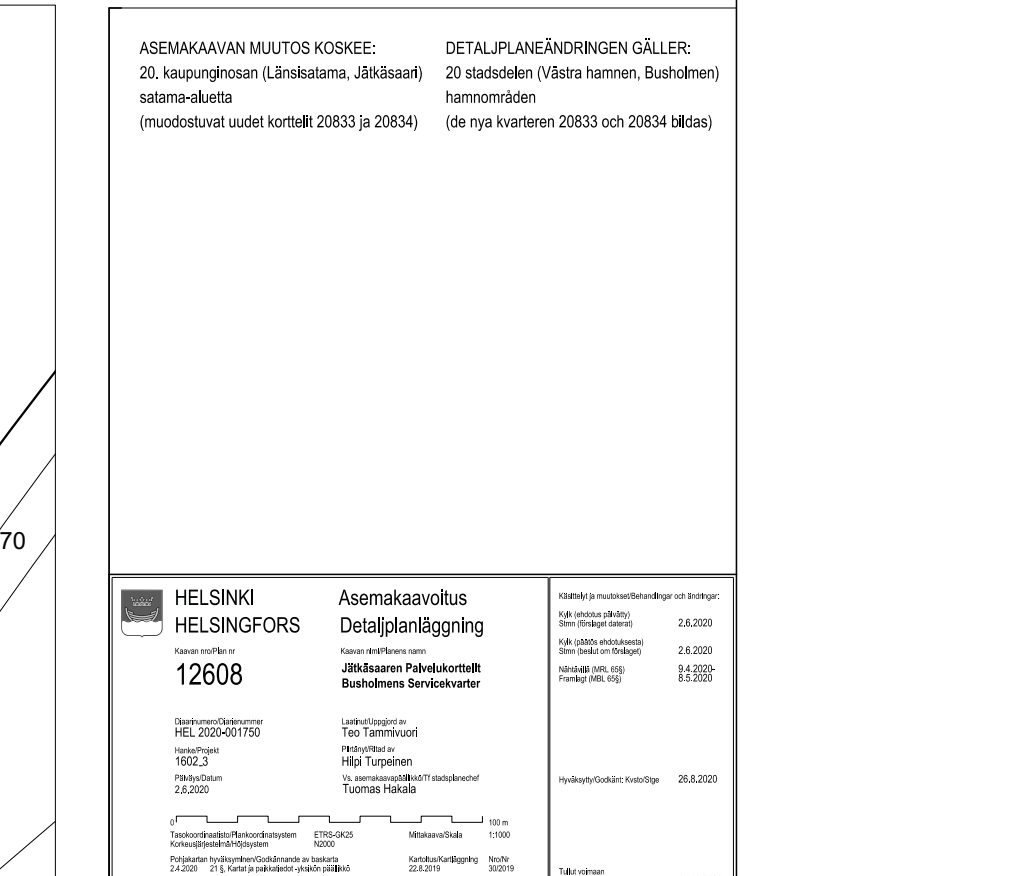 ASEMAKAAVAN MUUTOS KOSKEE:
20. kaupunginosan (Länsisatama, Jätkäsaari)
satama-aluetta
(muodostuvat uudet korttelit 20833 ja 20834)
DETALJPLANEÄNDRINGEN GÄLLER:
20 stadsdelen (Västra hamnen, Busholmen)
hamnområden
(de nya kvarteren 20833 och 20834 bildas)
70
HELSINKI
HELSINGFORS
Asemakaavoitus
Detaljplanläggning
Kaavan nro/Plan nr
12608
Kaavan nimi/Planens namn
Jätkäsaaren Palvelukorttelit
Busholmens Servicekvarter
Diaarinumero/Diarienummer
HEL 2020-001750
Hanke/Projekt
1602_3
Päiväys/Datum
2.6.2020
Laatinut/Uppgjord av
Teo Tammivuori
Piirtänyt/Ritad av
Hilpi Turpeinen
Vs. asemakaavapäällikkö/Tf stadsplanechef
Tuomas Hakala
0 100 m
Tasokoordinaatisto/Plankoordinatsystem ETRS-GK25 Mittakaava/Skala 1:1000
Korkeusjärjestelmä/Höjdsystem N2000
Pohjakartan hyväksyminen/Godkännande av baskarta Kartoitus/Kartläggning Nro/Nr
2.4.2020 21 §, Kartat ja paikkatiedot -yksikön päällikkö 22.8.2019 30/2019
Käsittelyt ja muutokset/Behandlingar och ändringar:
Kylk (ehdotus päivätty)
Stmn (förslaget daterat) 2.6.2020
Kylk (päätös ehdotuksesta)
Stmn (beslut om förslaget) 2.6.2020
Nähtävillä (MRL 65§) 9.4.2020-
Framlagt (MBL 65§) 8.5.2020
Hyväksytty/Godkänt: Kvsto/Stge 26.8.2020
Tullut voimaan